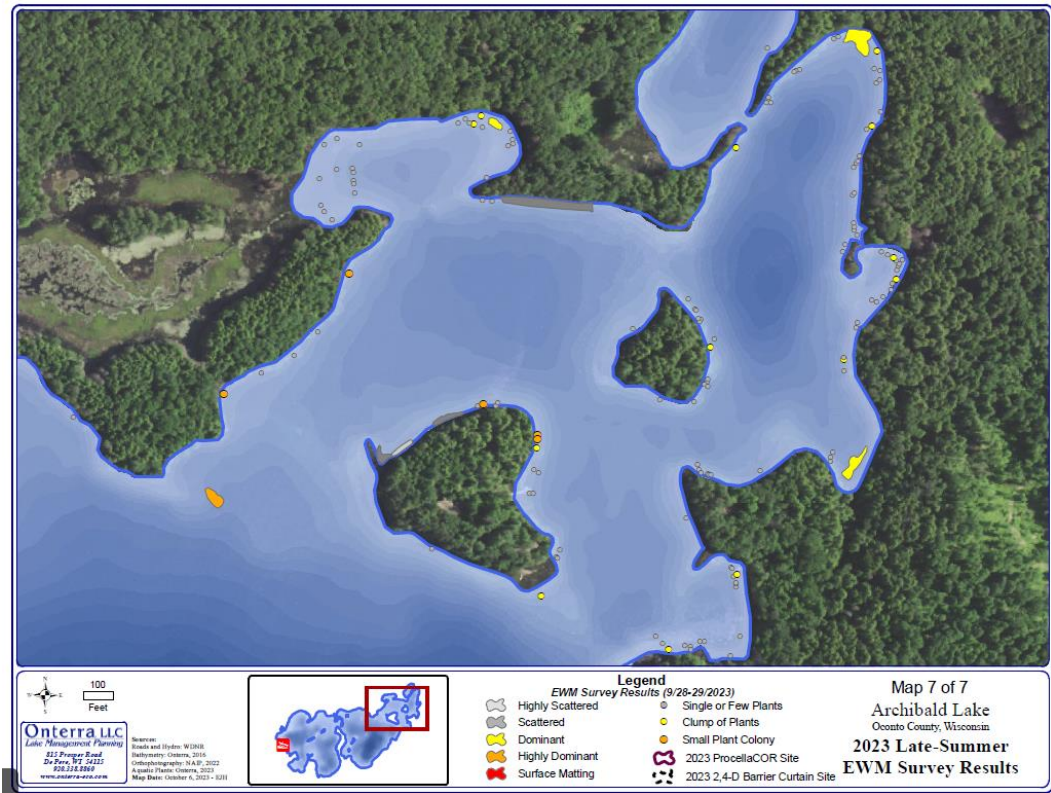 N
W E
S
100
Feet
Onterra LLC
Lake Management Planning
815 Prosper Road
De Pere, WI 54115
920.338.8860
www.onterra-eco.com
Sources:
Roads and Hydro: WDNR
Bathymetry: Onterra, 2016
Orthophotography: NAIP, 2022
Aquatic Plants: Onterra, 2023
Map Date: October 6, 2023 - EJH
Legend
EWM Survey Results (9/28-29/2023)
Highly Scattered
Scattered
Dominant
Highly Dominant
Surface Matting
Single or Few Plants
Clump of Plants
Small Plant Colony
2023 ProcellaCOR Site
2023 2,4-D Barrier Curtain Site
Map 7 of 7
Archibald Lake
Oconto County, Wisconsin
2023 Late-Summer
EWM Survey Results